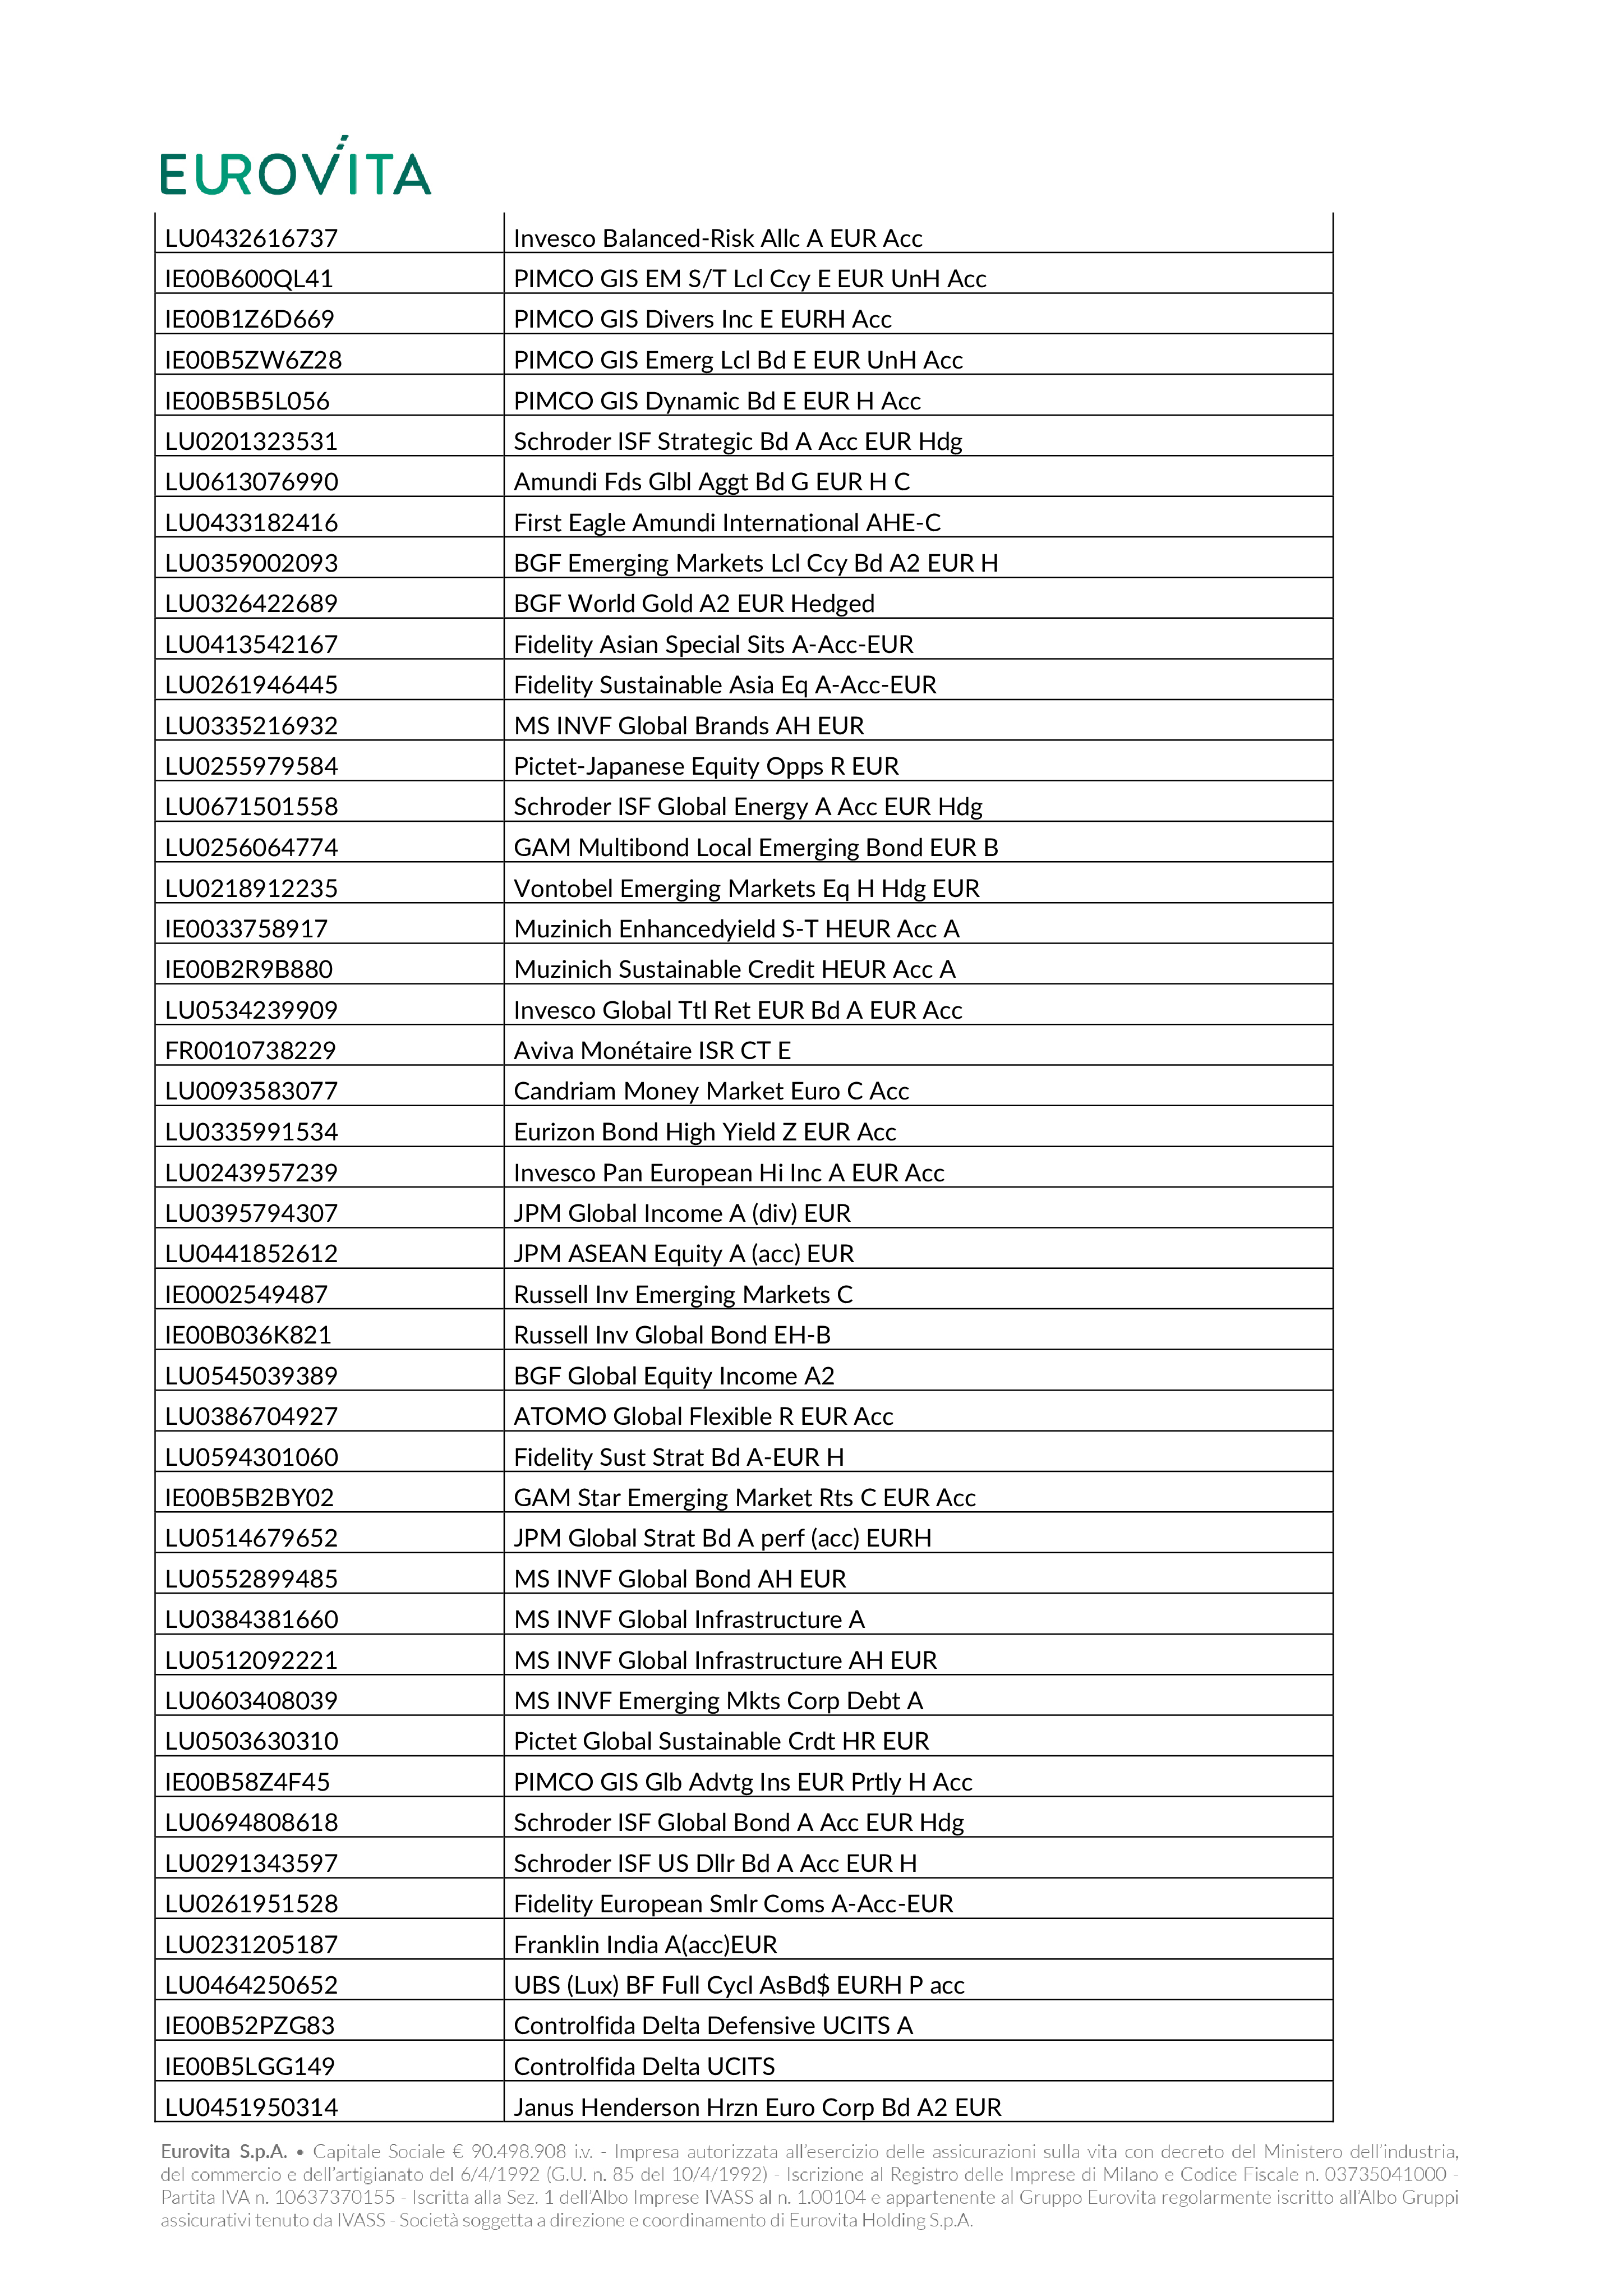 EUROVITA
LU0432616737 Invesco Balanced-Risk Allc A EUR Acc
IE00B600QL41 PIMCO GIS EM S/T Lcl Ccy E EUR UnH Acc
IE00B1Z6D669 PIMCO GIS Divers Inc E EURH Acc
IE00B5ZW6Z28 PIMCO GIS Emerg Lcl Bd E EUR UnH Acc
IE00B5B5L056 PIMCO GIS Dynamic Bd E EUR H Acc
LU0201323531 Schroder ISF Strategic Bd A Acc EUR Hdg
LU0613076990 Amundi Fds Glbl Aggt Bd G EUR H C
LU0433182416 First Eagle Amundi International AHE-C
LU0359002093 BGF Emerging Markets Lcl Ccy Bd A2 EUR H
LU0326422689 BGF World Gold A2 EUR Hedged
LU0413542167 Fidelity Asian Special Sits A-Acc-EUR
LU0261946445 Fidelity Sustainable Asia Eq A-Acc-EUR
LU0335216932 MS INVF Global Brands AH EUR
LU0255979584 Pictet-Japanese Equity Opps R EUR
LU0671501558 Schroder ISF Global Energy A Acc EUR Hdg
LU0256064774 GAM Multibond Local Emerging Bond EUR B
LU0218912235 Vontobel Emerging Markets Eq H Hdg EUR
IE0033758917 Muzinich Enhancedyield S-T HEUR Acc A
IE00B2R9B880 Muzinich Sustainable Credit HEUR Acc A
LU0534239909 Invesco Global Ttl Ret EUR Bd A EUR Acc
FR0010738229 Aviva Monétaire ISR CT E
LU0093583077 Candriam Money Market Euro C Acc
LU0335991534 Eurizon Bond High Yield Z EUR Acc
LU0243957239 Invesco Pan European Hi Inc A EUR Acc
LU0395794307 JPM Global Income A (div) EUR
LU0441852612 JPM ASEAN Equity A (acc) EUR
IE0002549487 Russell Inv Emerging Markets C
IE00B036K821 Russell Inv Global Bond EH-B
LU0545039389 BGF Global Equity Income A2
LU0386704927 ATOMO Global Flexible R EUR Acc
LU0594301060 Fidelity Sust Strat Bd A-EUR H
IE00B5B2BY02 GAM Star Emerging Market Rts C EUR Acc
LU0514679652 JPM Global Strat Bd A perf (acc) EURH
LU0552899485 MS INVF Global Bond AH EUR
LU0384381660 MS INVF Global Infrastructure A
LU0512092221 MS INVF Global Infrastructure AH EUR
LU0603408039 MS INVF Emerging Mkts Corp Debt A
LU0503630310 Pictet Global Sustainable Crdt HR EUR
IE00B58Z4F45 PIMCO GIS Glb Advtg Ins EUR Prtly H Acc
LU0694808618 Schroder ISF Global Bond A Acc EUR Hdg
LU0291343597 Schroder ISF US Dllr Bd A Acc EUR H
LU0261951528 Fidelity European Smlr Coms A-Acc-EUR
LU0231205187 Franklin India A(acc)EUR
LU0464250652 UBS (Lux) BF Full Cycl AsBd$ EURH P acc
IE00B52PZG83 Controlfida Delta Defensive UCITS A
IE00B5LGG149 Controlfida Delta UCITS
LU0451950314 Janus Henderson Hrzn Euro Corp Bd A2 EUR
Eurovita S.p.A. • Capitale Sociale € 90.498.908 i.v. - Impresa autorizzata all'esercizio delle assicurazioni sulla vita con decreto del Ministero dell'industria,
del commercio e dell'artigianato del 6/4/1992 (G.U. n. 85 del 10/4/1992) - Iscrizione al Registro delle Imprese di Milano e Codice Fiscale n. 03735041000 -
Partita IVA n. 10637370155 - Iscritta alla Sez. 1 dell'Albo Imprese IVASS al n. 1.00104 e appartenente al Gruppo Eurovita regolarmente iscritto all'Albo Gruppi
assicurativi tenuto da IVASS - Società soggetta a direzione e coordinamento di Eurovita Holding S.p.A.